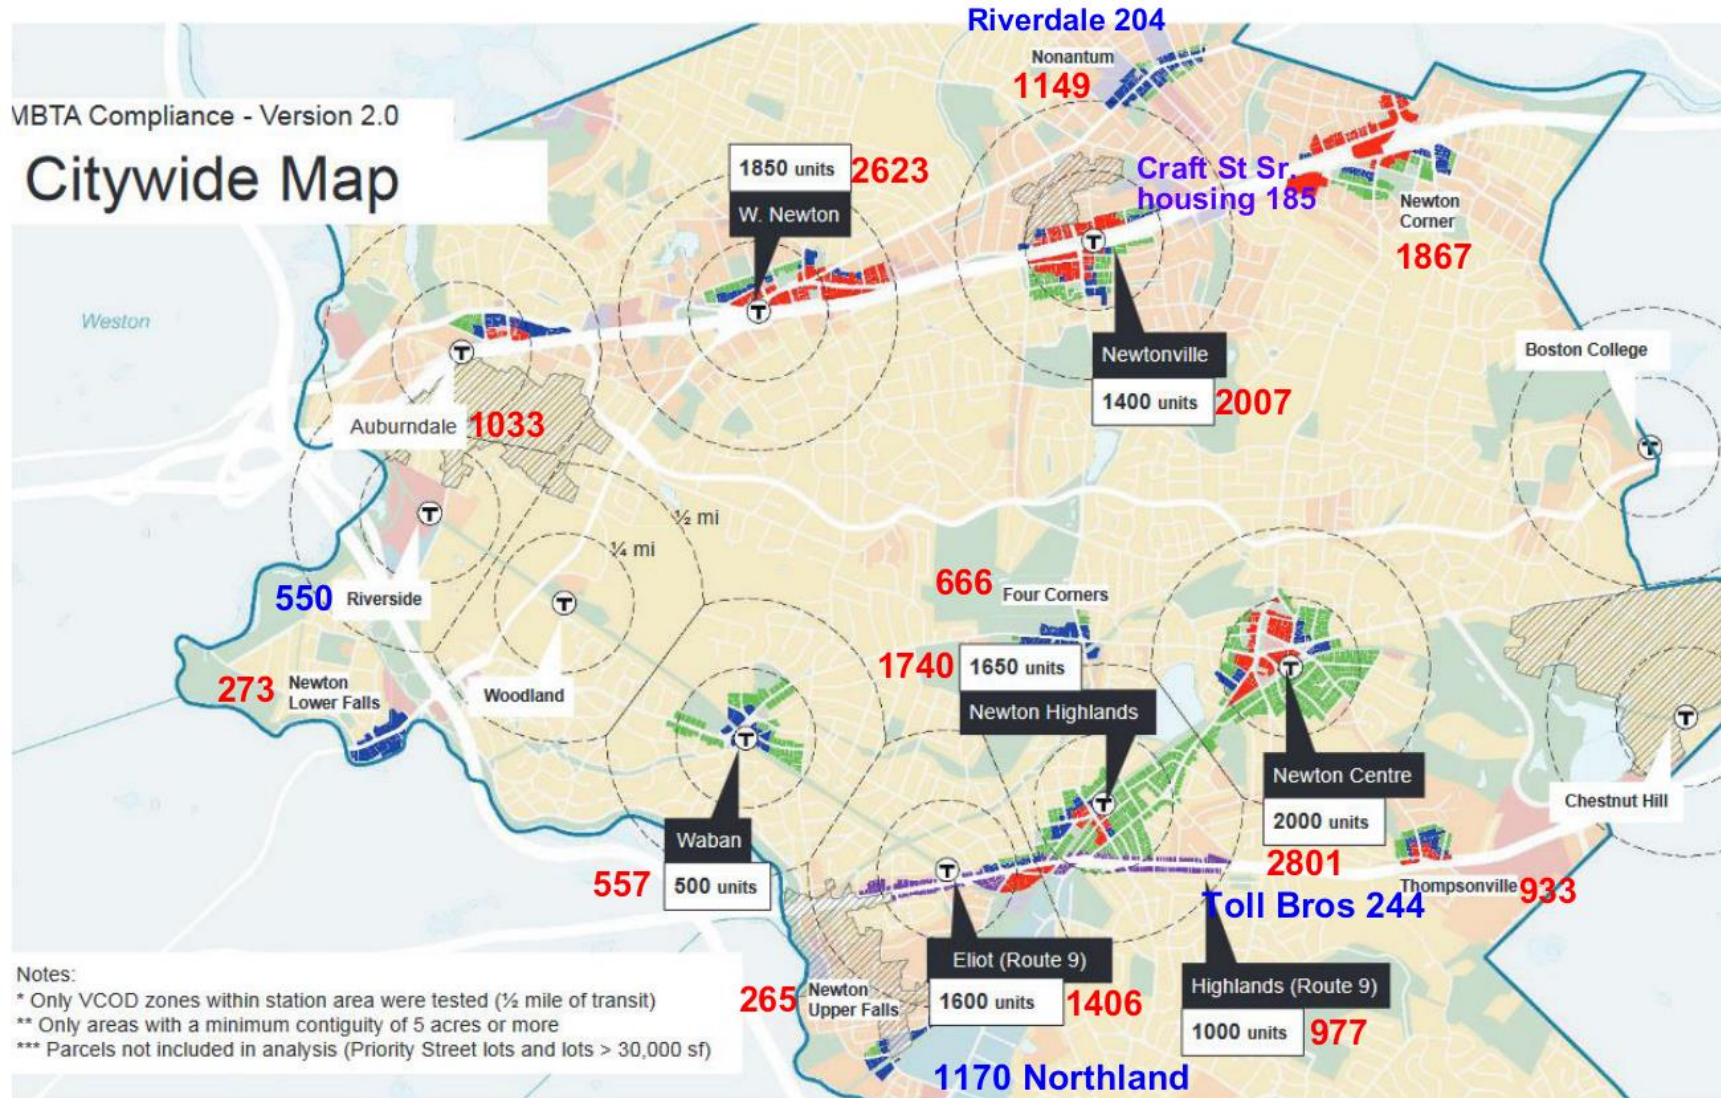 Riverdale 204
Nonantum
1149
MBTA Compliance - Version 2.0
Citywide Map
1850 units 2623
W. Newton
Craft St Sr.
housing 185
Newton
Corner
1867
Weston
T
T
T
Newtonville
1400 units 2007
Boston College
T
Auburndale 1033
T
½ mi
¼ mi
550 Riverside
T
666 Four Corners
1740 1650 units
Newton Highlands
273 Newton
Lower Falls
Woodland
T
T
T
T
Newton Centre
2000 units
2801
Chestnut Hill
Waban
557 500 units
T
Thompsonville 933
Toll Bros 244
Eliot (Route 9)
1600 units 1406
265 Newton
Upper Falls
Highlands (Route 9)
1000 units 977
1170 Northland
Notes:
* Only VCOD zones within station area were tested (½ mile of transit)
** Only areas with a minimum contiguity of 5 acres or more
*** Parcels not included in analysis (Priority Street lots and lots > 30,000 sf)